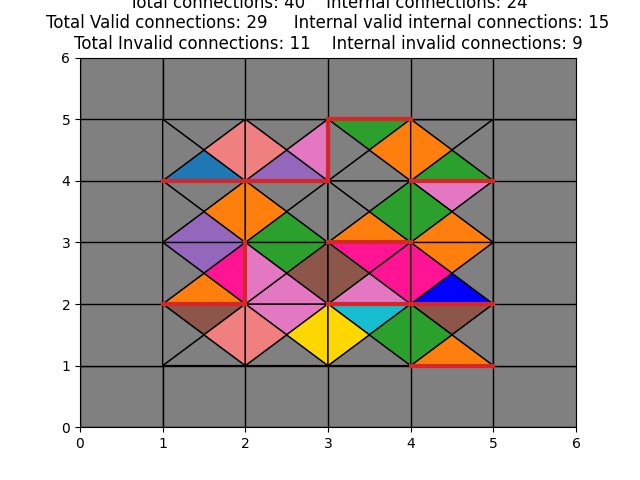 Total connections: 40    Internal connections: 24
Total Valid connections: 29    Internal valid internal connections: 15
Total Invalid connections: 11    Internal invalid connections: 9
6
5
4
3
2
1
0
0 1 2 3 4 5 6